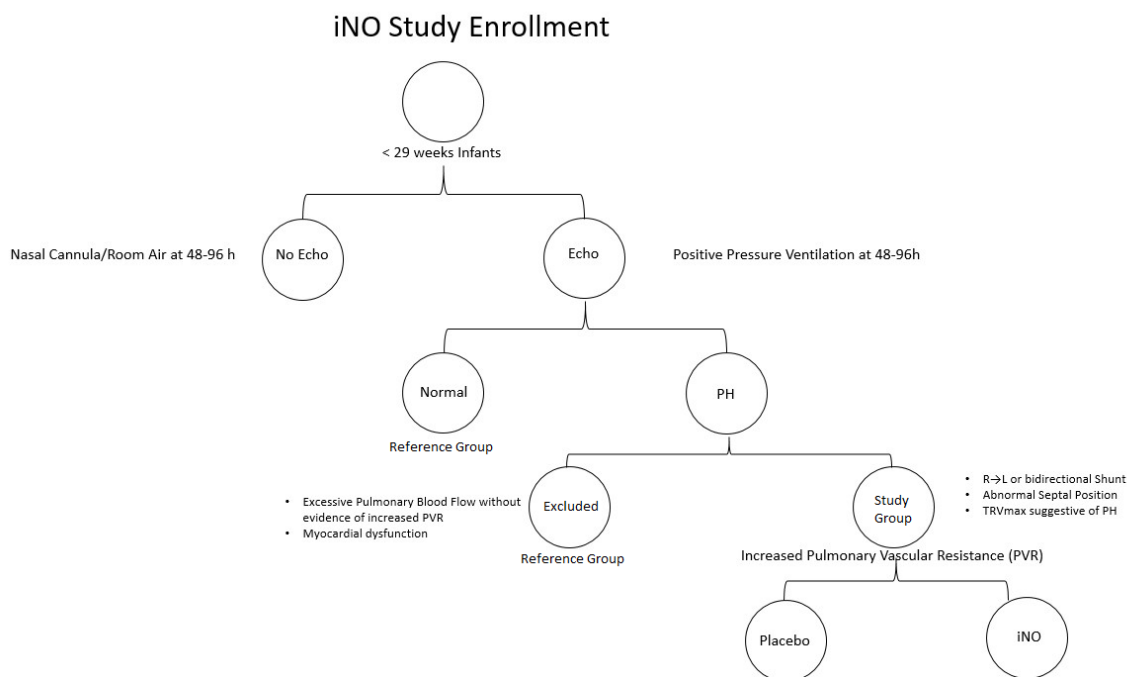 iNO Study Enrollment
< 29 weeks Infants
Nasal Cannula/Room Air at 48-96 h
No Echo
Echo
Positive Pressure Ventilation at 48-96h
Normal
PH
Reference Group
• Excessive Pulmonary Blood Flow without
evidence of increased PVR
• Myocardial dysfunction
Excluded
Study
Group
• R→L or bidirectional Shunt
• Abnormal Septal Position
• TRVmax suggestive of PH
Reference Group
Increased Pulmonary Vascular Resistance (PVR)
Placebo
iNO